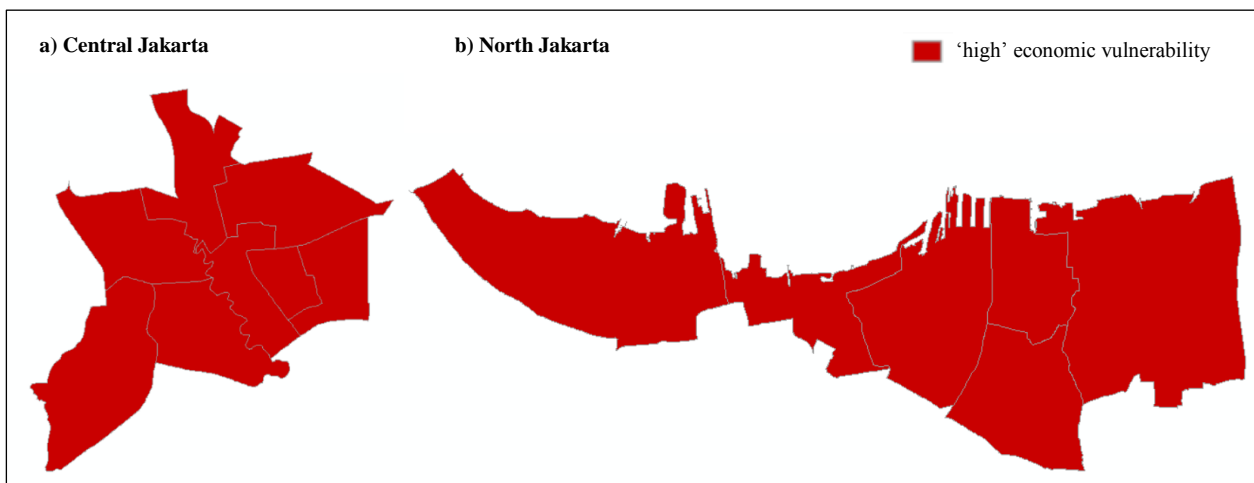 a) Central Jakarta
b) North Jakarta
‘high’ economic vulnerability